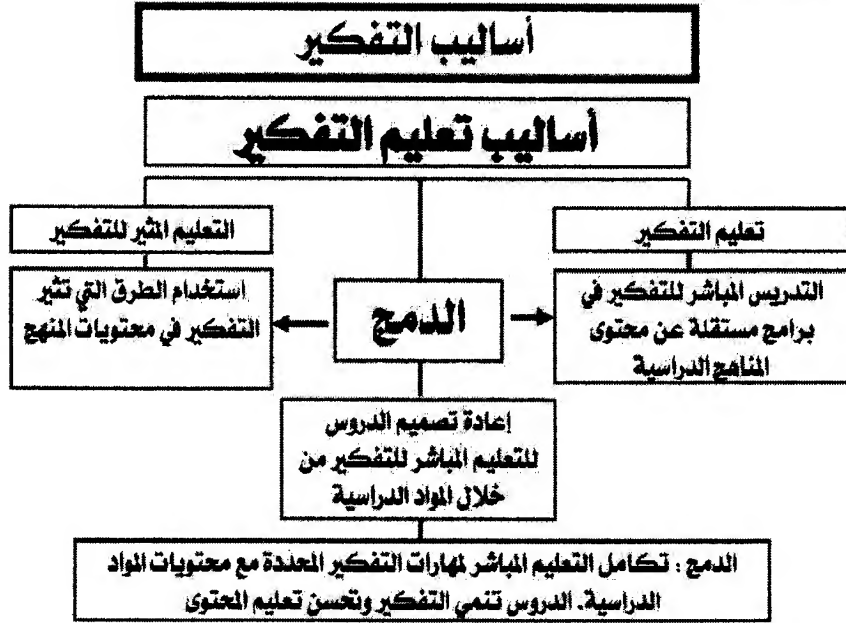 أساليب التفكير
أساليب تعليم التفكير
تعليم التفكير
التدريس المباشر للتفكير في
برامج مستقلة عن محتوى
المناهج الدراسية
الدمج
التعليم المثير للتفكير
استخدام الطرق التي تثير
التفكير في محتويات المنهج
إعادة تصميم الدروس
للتعليم المباشر للتفكير من
خلال المواد الدراسية
الدمج : تكامل التعليم المباشر لمهارات التفكير المحددة مع محتويات المواد
الدراسية. الدروس تنمي التفكير وتحسن تعليم المحتوى